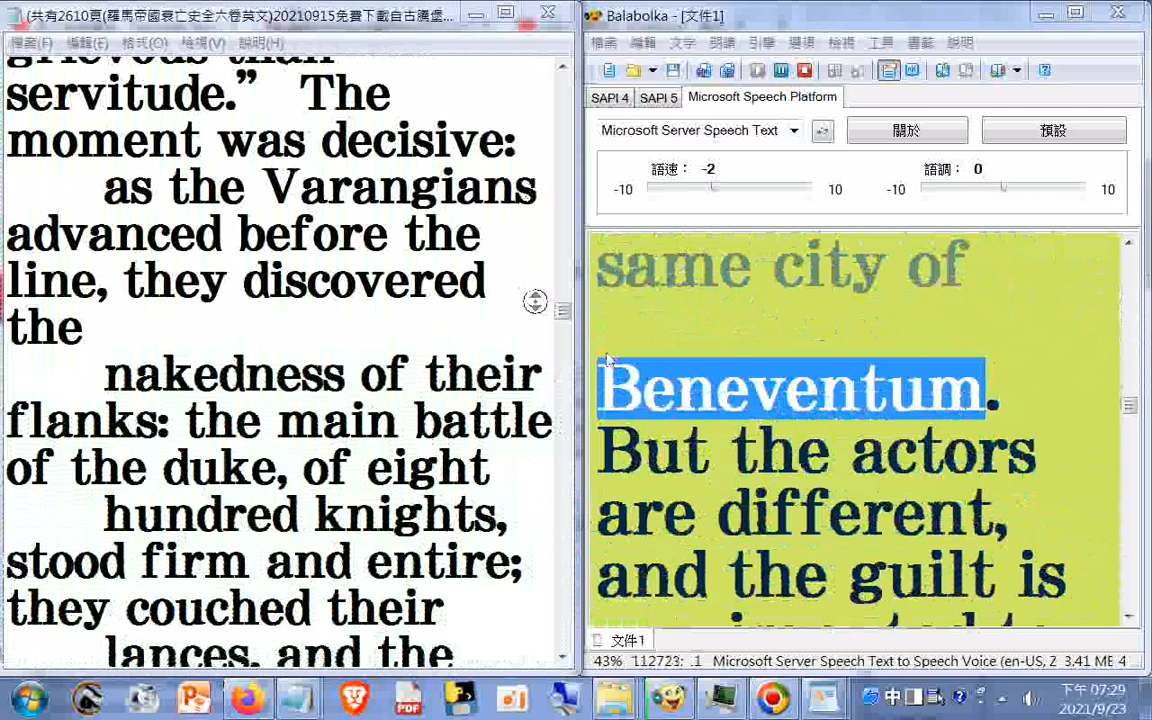 (共有2610頁(羅馬帝國衰亡史全六卷英文)20210915免費下載自古騰堡...
檔案(F) 編輯(E) 格式(O) 檢視(V) 說明(H)
grievous than
servitude.” The
moment was decisive:
as the Varangians
advanced before the
line, they discovered
the
nakedness of their
flanks: the main battle
of the duke, of eight
hundred knights,
stood firm and entire;
they couched their
lances, and the
Balabolka - [文件1]
檔案 編輯 文字 朗讀 引擎 選項 檢視 工具 書籤 說明
SAPI 4 SAPI 5 Microsoft Speech Platform
Microsoft Server Speech Text 關於 預設
語速： -2 語調： 0
-10 10 -10 10
same city of
Beneventum.
But the actors
are different,
and the guilt is
文件1
43% 112723: .1 Microsoft Server Speech Text to Speech Voice (en-US, Z 3.41 ME 4
PDF 中 下午 07:29
2021/9/23